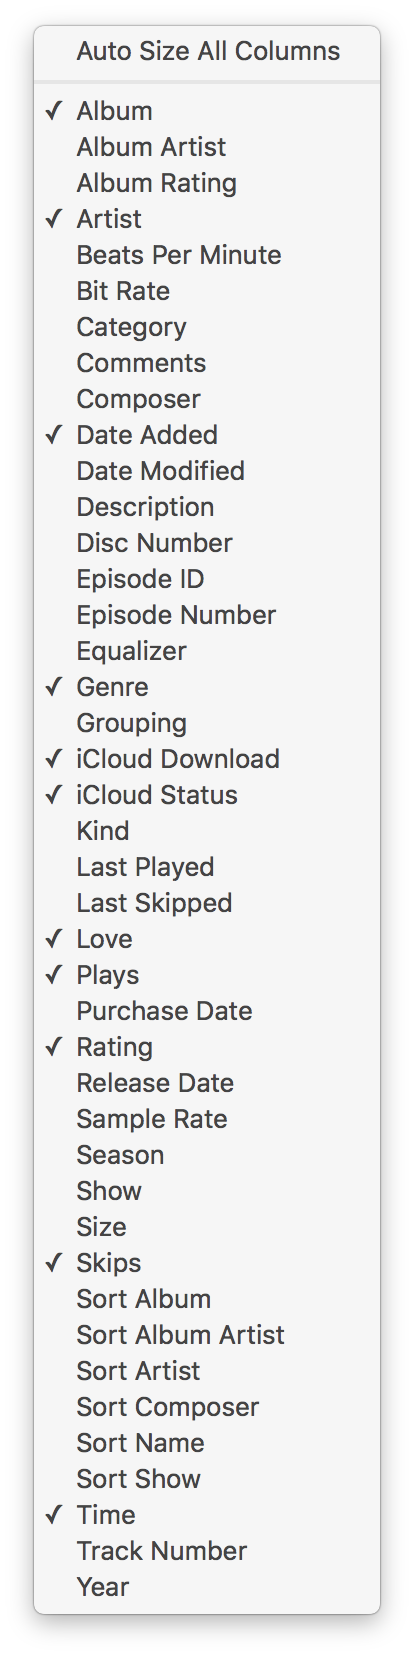 Auto Size All Columns
✓ Album
Album Artist
Album Rating
✓ Artist
Beats Per Minute
Bit Rate
Category
Comments
Composer
✓ Date Added
Date Modified
Description
Disc Number
Episode ID
Episode Number
Equalizer
✓ Genre
Grouping
✓ iCloud Download
✓ iCloud Status
Kind
Last Played
Last Skipped
✓ Love
✓ Plays
Purchase Date
✓ Rating
Release Date
Sample Rate
Season
Show
Size
✓ Skips
Sort Album
Sort Album Artist
Sort Artist
Sort Composer
Sort Name
Sort Show
✓ Time
Track Number
Year